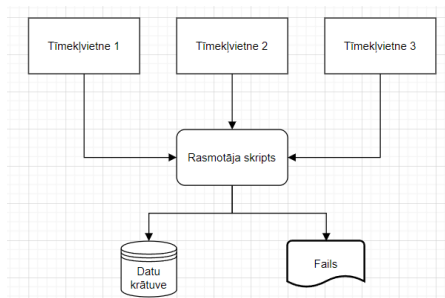 Tīmekļvietne 1
Tīmekļvietne 2
Tīmekļvietne 3
Rasmotāja skripts
Datu
krātuve
Fails